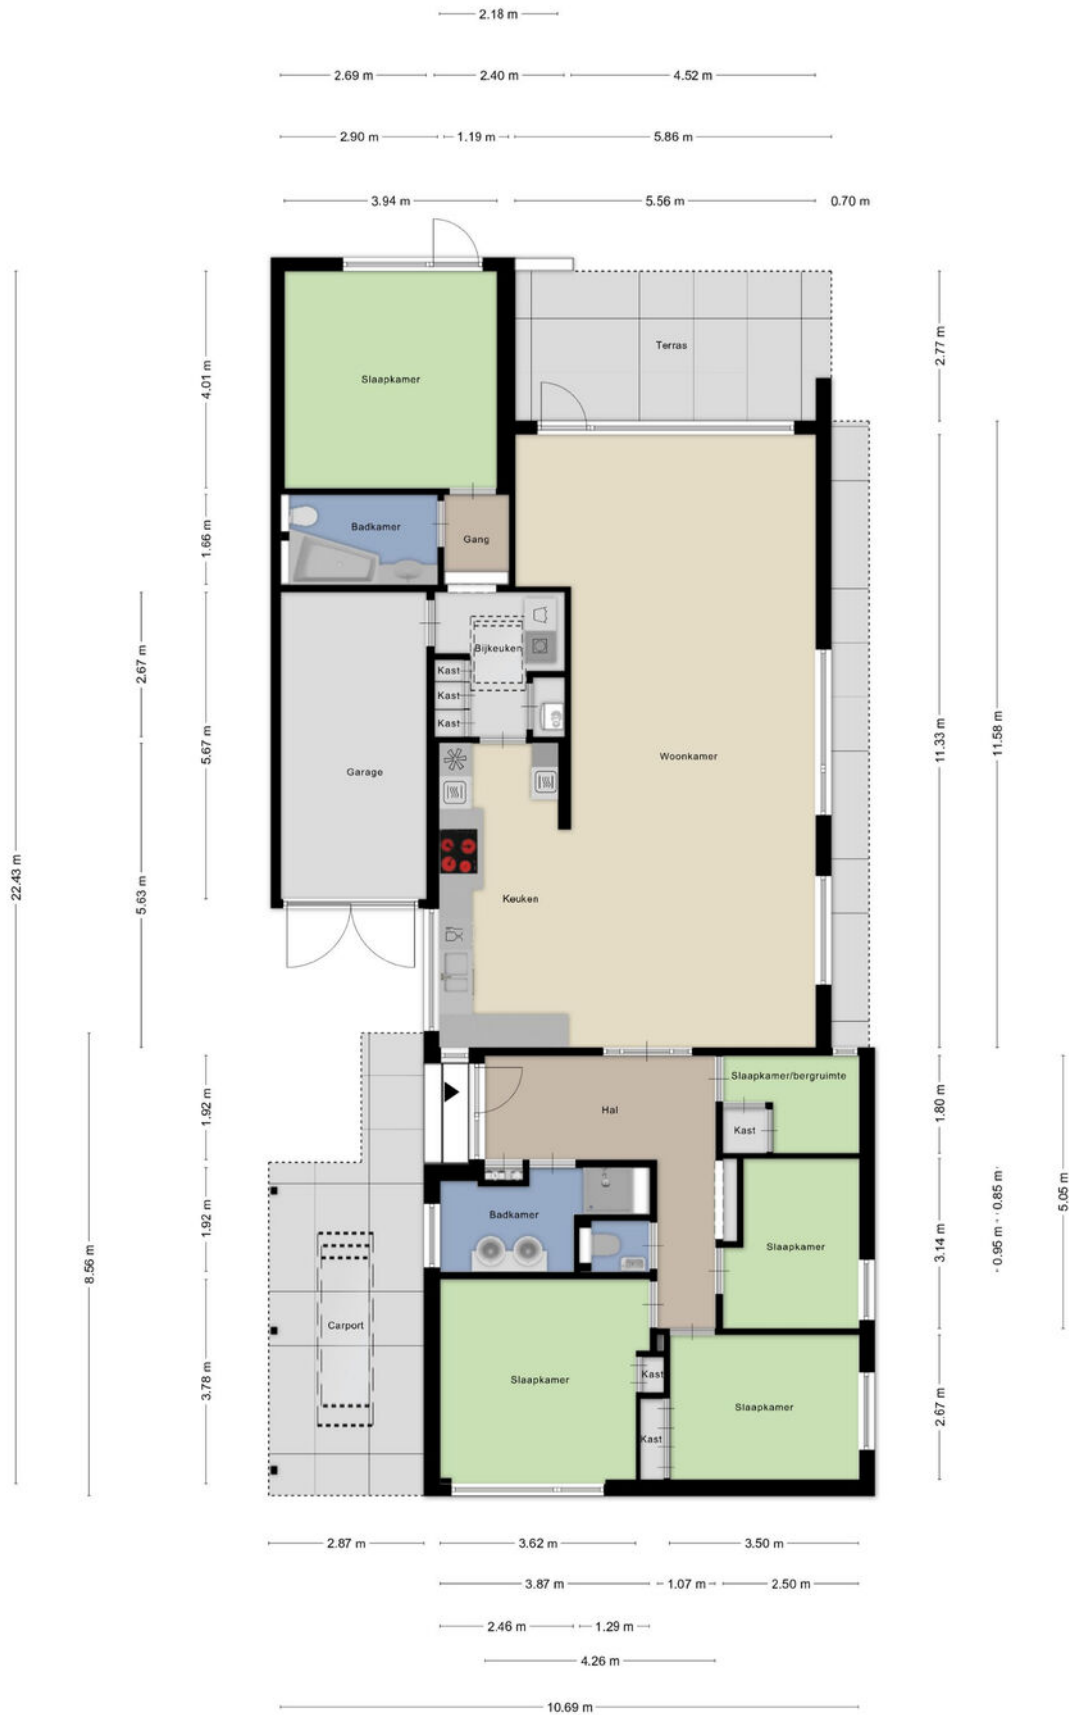 2.18 m
2.69 m
2.40 m
4.52 m
2.90 m
1.19 m
5.86 m
3.94 m
5.56 m
0.70 m
Slaapkamer
Terras
4.01 m
2.77 m
Badkamer
Gang
1.66 m
Bijkeuken
Kast
Kast
Kast
2.67 m
5.67 m
Garage
Woonkamer
11.33 m
11.58 m
22.43 m
5.63 m
Keuken
Slaapkamer/bergruimte
Hal
Kast
1.92 m
1.80 m
Badkamer
Slaapkamer
1.92 m
3.14 m
0.85 m
0.95 m
5.05 m
8.56 m
Carport
Slaapkamer
Kast
Slaapkamer
Kast
3.78 m
2.67 m
2.87 m
3.62 m
3.50 m
3.87 m
1.07 m
2.50 m
2.46 m
1.29 m
4.26 m
10.69 m